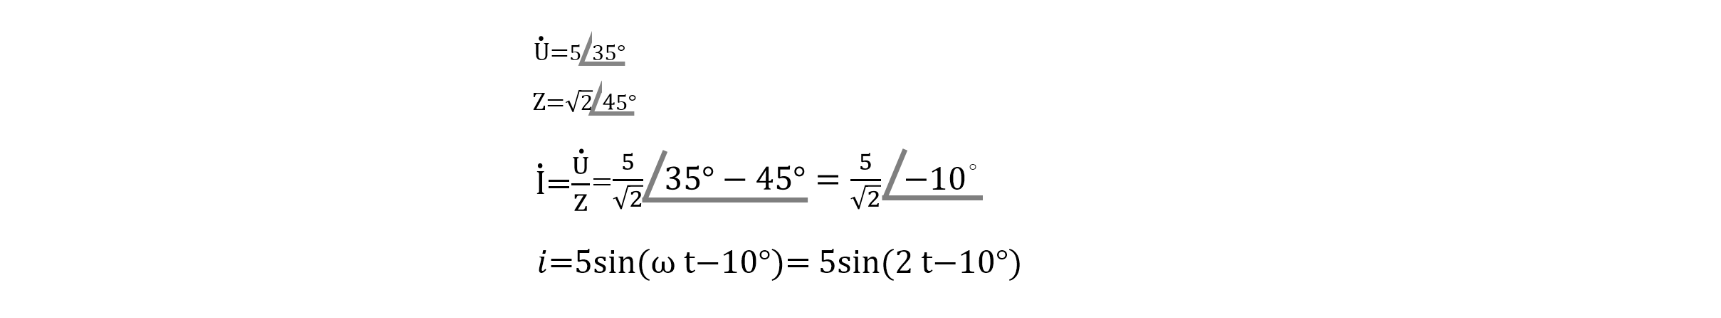 U̇=5∠35°
Z=√2∠45°
İ=U̇/Z=5/√2∠35° − 45° = 5/√2∠−10°
i=5sin(ω t−10°)= 5sin(2 t−10°)